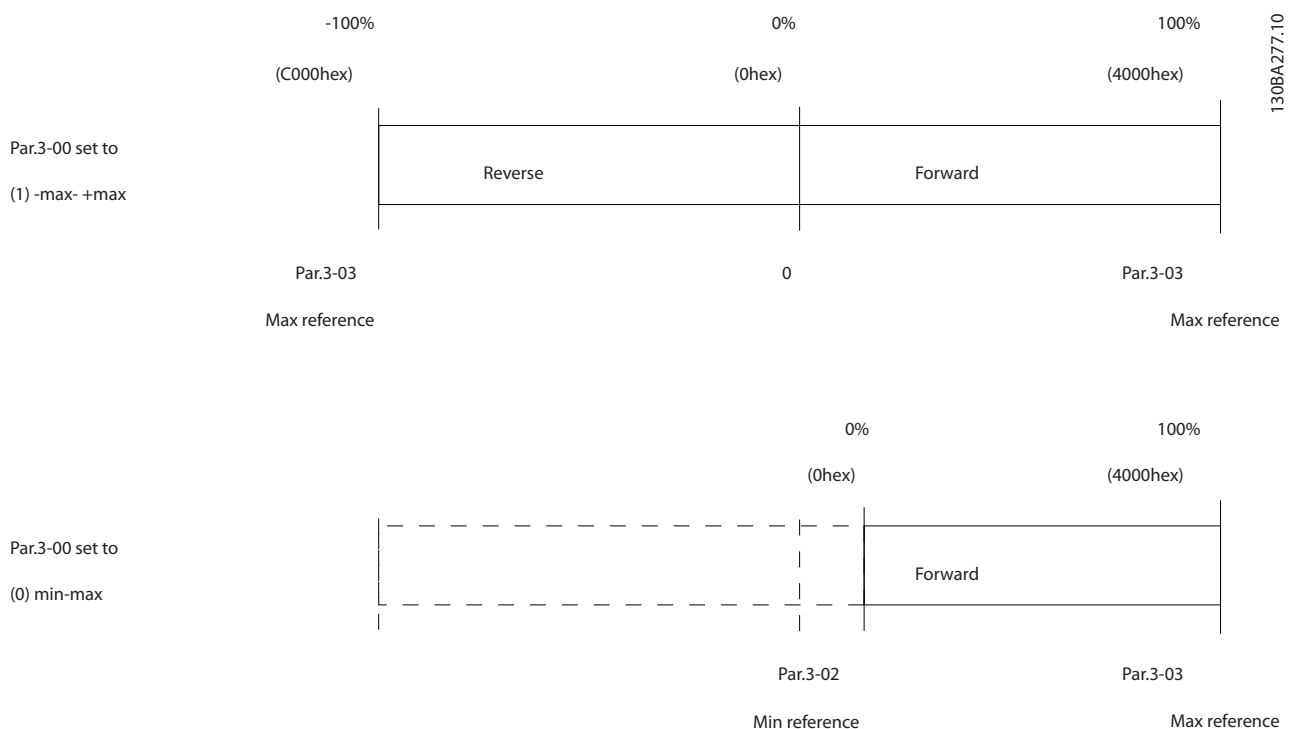 -100% 0% 100%
(C000hex) (0hex) (4000hex)
130BA277.10
Par.3-00 set to
(1) -max- +max
Reverse Forward
Par.3-03 0 Par.3-03
Max reference Max reference
0% 100%
(0hex) (4000hex)
Par.3-00 set to
(0) min-max
Forward
Par.3-02 Par.3-03
Min reference Max reference